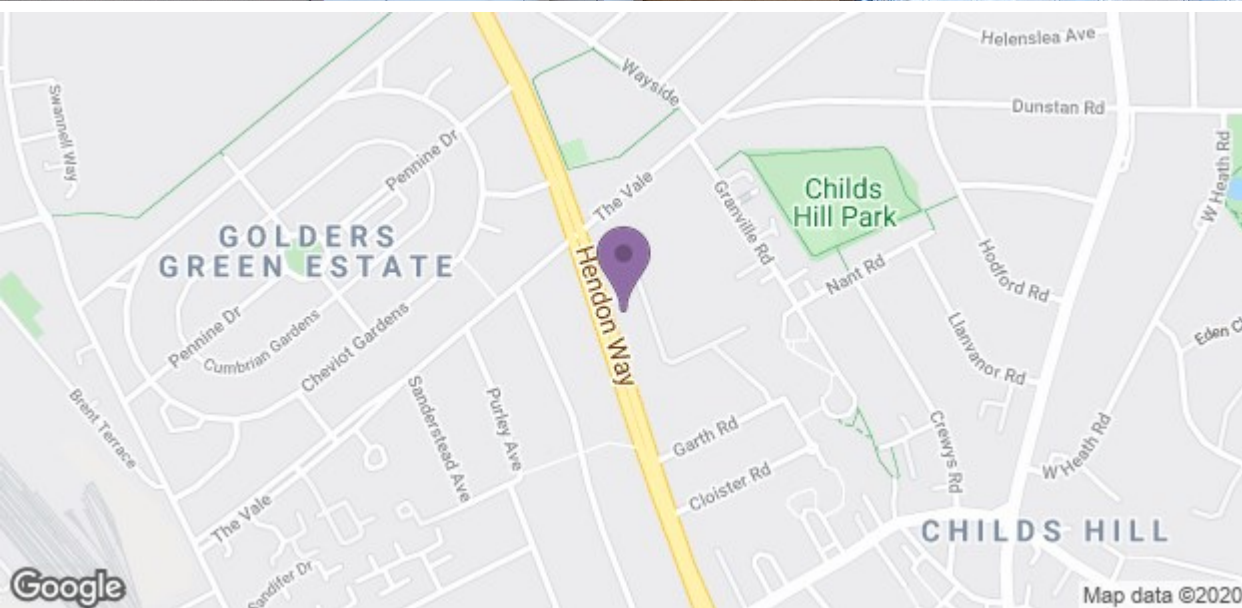 Helenslea Ave
Wayside
Dunstan Rd
Swannell Way
Pennine Dr
W Heath Rd
The Vale
Childs
Hill Park
Granville Rd
GOLDERS
GREEN ESTATE
Hendon Way
Nant Rd
Hodford Rd
Pennine Dr
Cumbrian Gardens
Cheviot Gardens
Llanvanor Rd
Eden
Brent Terrace
Sanderstead Ave
Purley Ave
Garth Rd
Crewys Rd
W Heath Rd
Cloister Rd
The Vale
CHILDS HILL
Sandifer Dr
Google
Map data ©2020